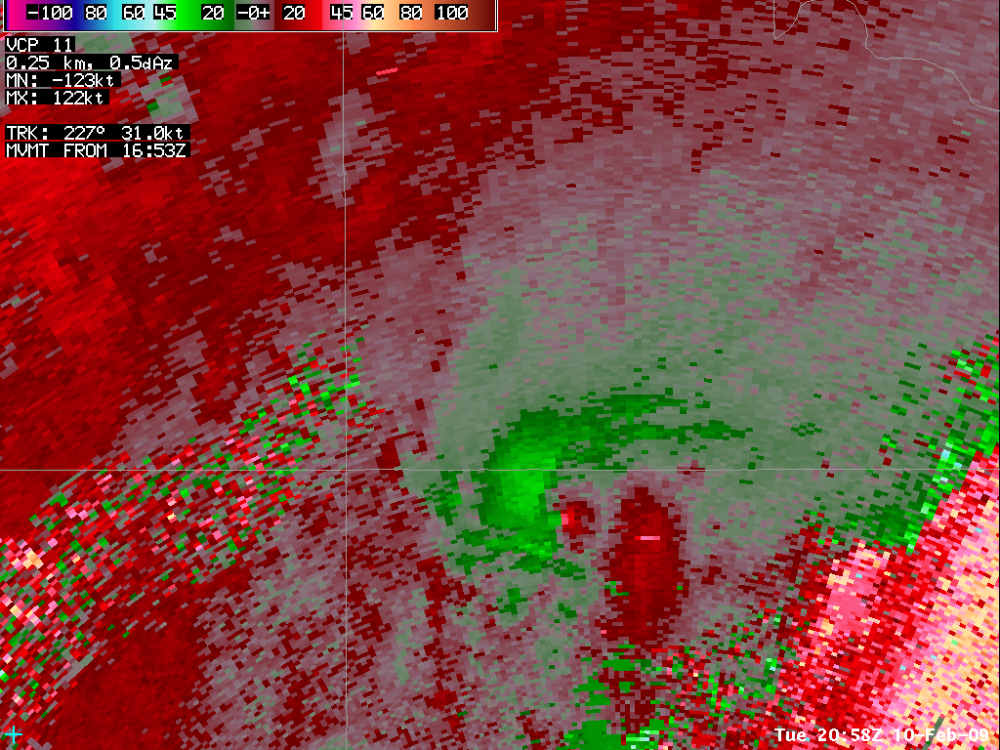 -100 80 60 45 20 -0+ 20 45 60 80 100
VCP 11
0.25 km, 0.5dAz
MN: -123kt
MX: 122kt
TRK: 227° 31.0kt
MVMT FROM 16:53Z
Tue 20:58Z 10-Feb-09